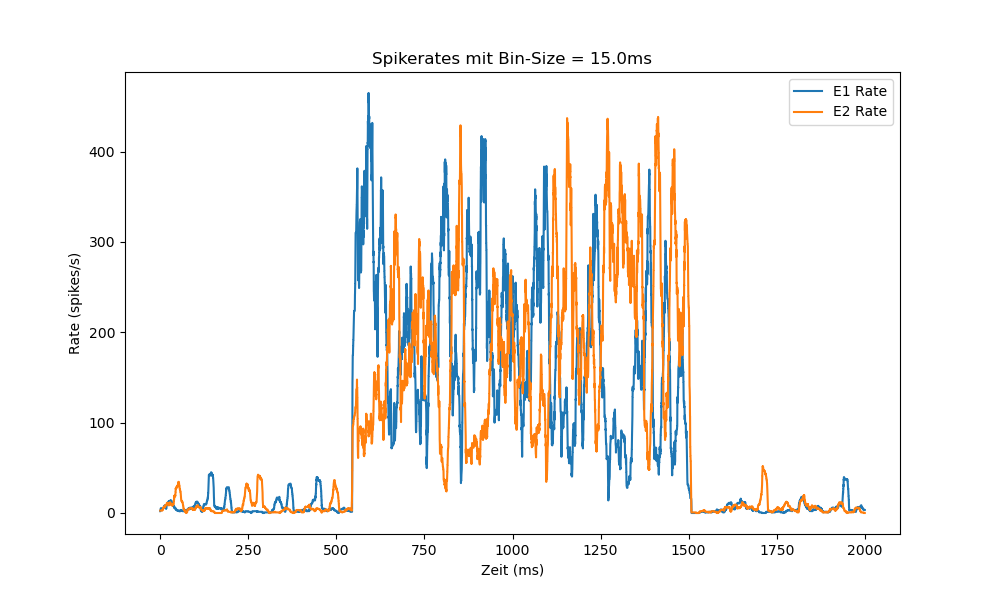 Spikerates mit Bin-Size = 15.0ms
E1 Rate
E2 Rate
Rate (spikes/s)
400
300
200
100
0
0 250 500 750 1000 1250 1500 1750 2000
Zeit (ms)